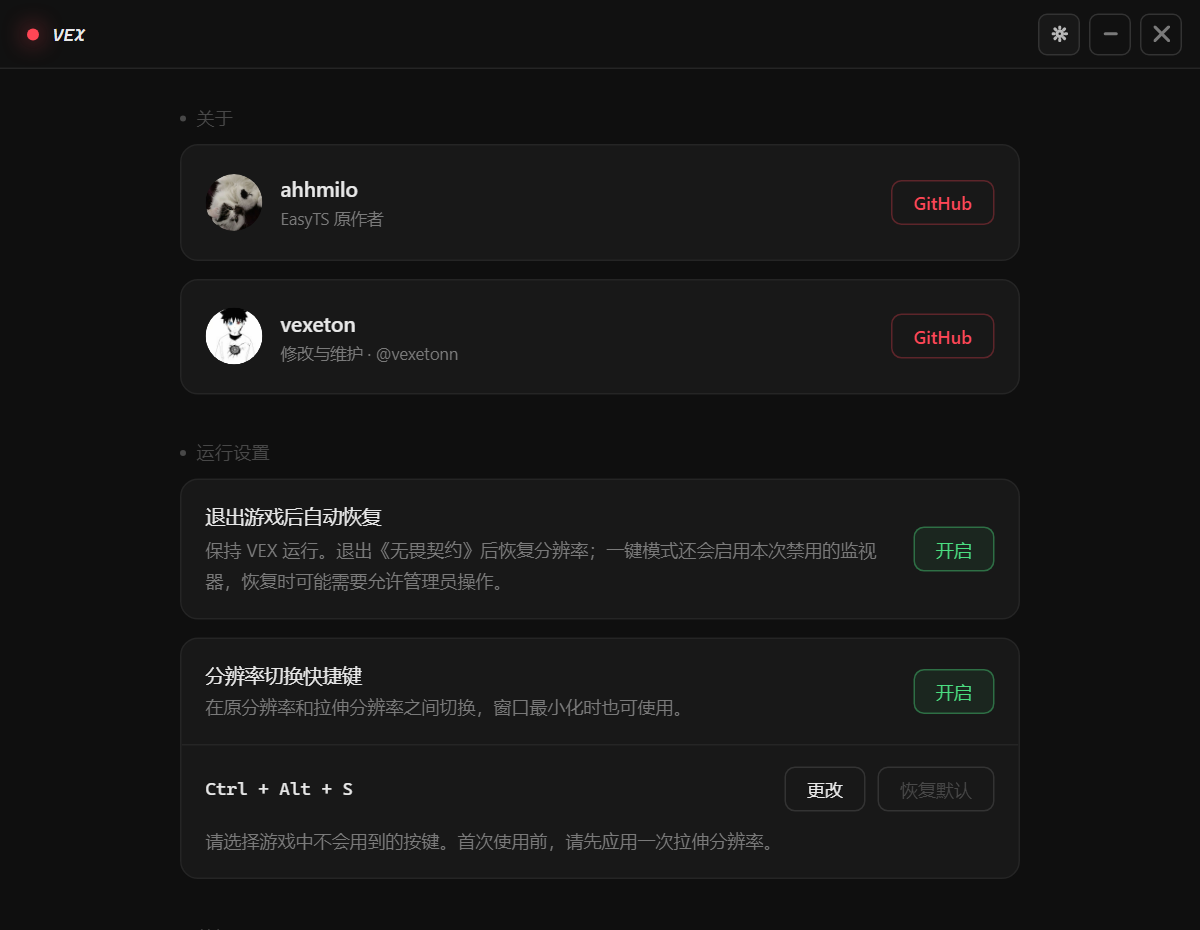 VEX
关于
ahhmilo
EasyTS 原作者
GitHub
vexeton
修改与维护 · @vexetonn
GitHub
运行设置
退出游戏后自动恢复
保持 VEX 运行。退出《无畏契约》后恢复分辨率；一键模式还会启用本次禁用的监视
器，恢复时可能需要允许管理员操作。
开启
分辨率切换快捷键
在原分辨率和拉伸分辨率之间切换，窗口最小化时也可使用。
开启
Ctrl + Alt + S
更改
恢复默认
请选择游戏中不会用到的按键。首次使用前，请先应用一次拉伸分辨率。